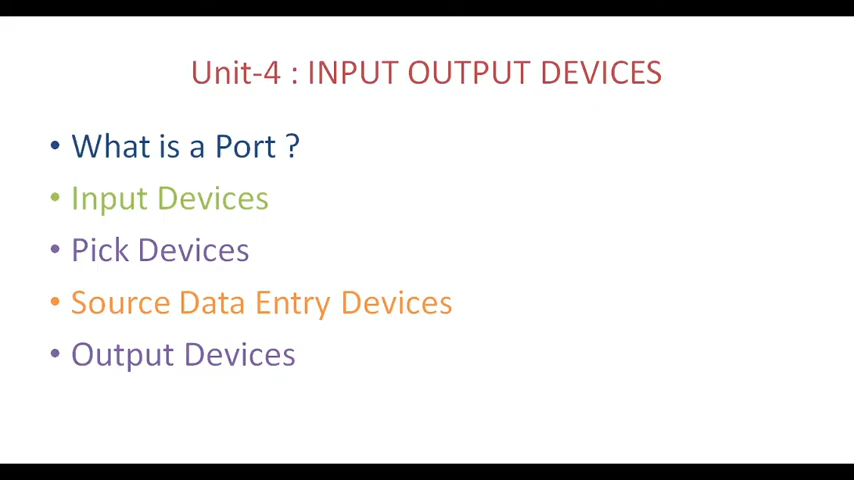 Unit-4 : INPUT OUTPUT DEVICES
• What is a Port ?
• Input Devices
• Pick Devices
• Source Data Entry Devices
• Output Devices